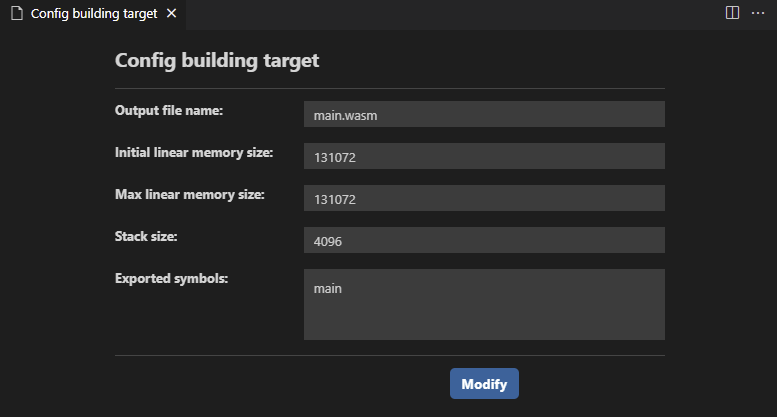 Config building target
Config building target
Output file name:
main.wasm
Initial linear memory size:
131072
Max linear memory size:
131072
Stack size:
4096
Exported symbols:
main
Modify